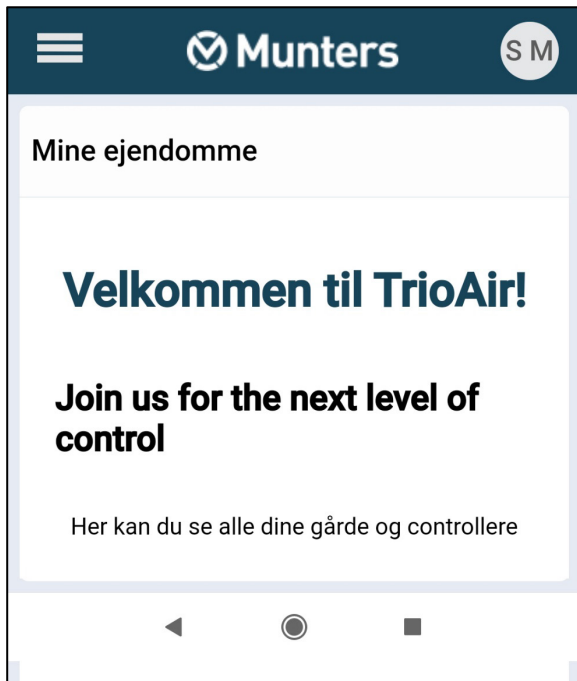 Munters
S M
Mine ejendomme
Velkommen til TrioAir!
Join us for the next level of
control
Her kan du se alle dine gårde og controllere